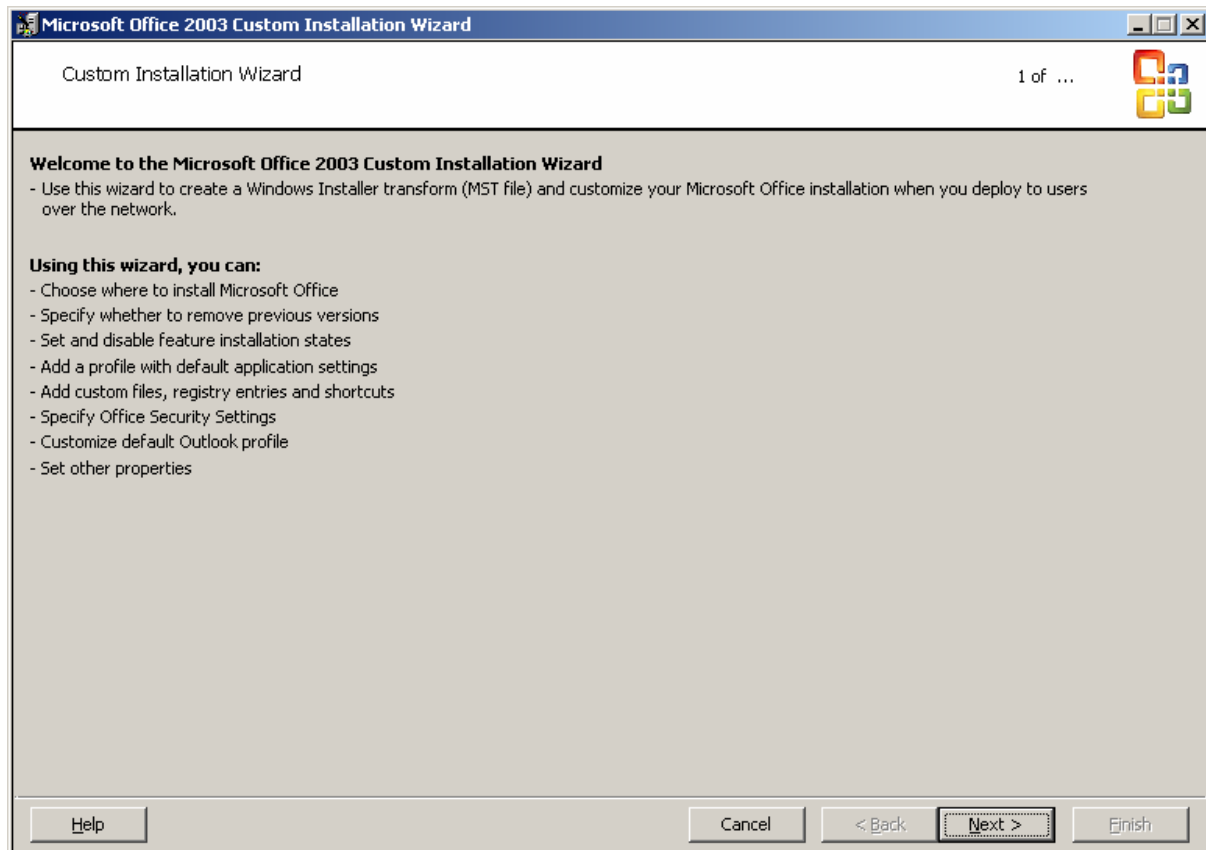 Microsoft Office 2003 Custom Installation Wizard
Custom Installation Wizard
1 of ...
Welcome to the Microsoft Office 2003 Custom Installation Wizard
- Use this wizard to create a Windows Installer transform (MST file) and customize your Microsoft Office installation when you deploy to users
over the network.
Using this wizard, you can:
- Choose where to install Microsoft Office
- Specify whether to remove previous versions
- Set and disable feature installation states
- Add a profile with default application settings
- Add custom files, registry entries and shortcuts
- Specify Office Security Settings
- Customize default Outlook profile
- Set other properties
Help
Cancel
< Back
Next >
Finish